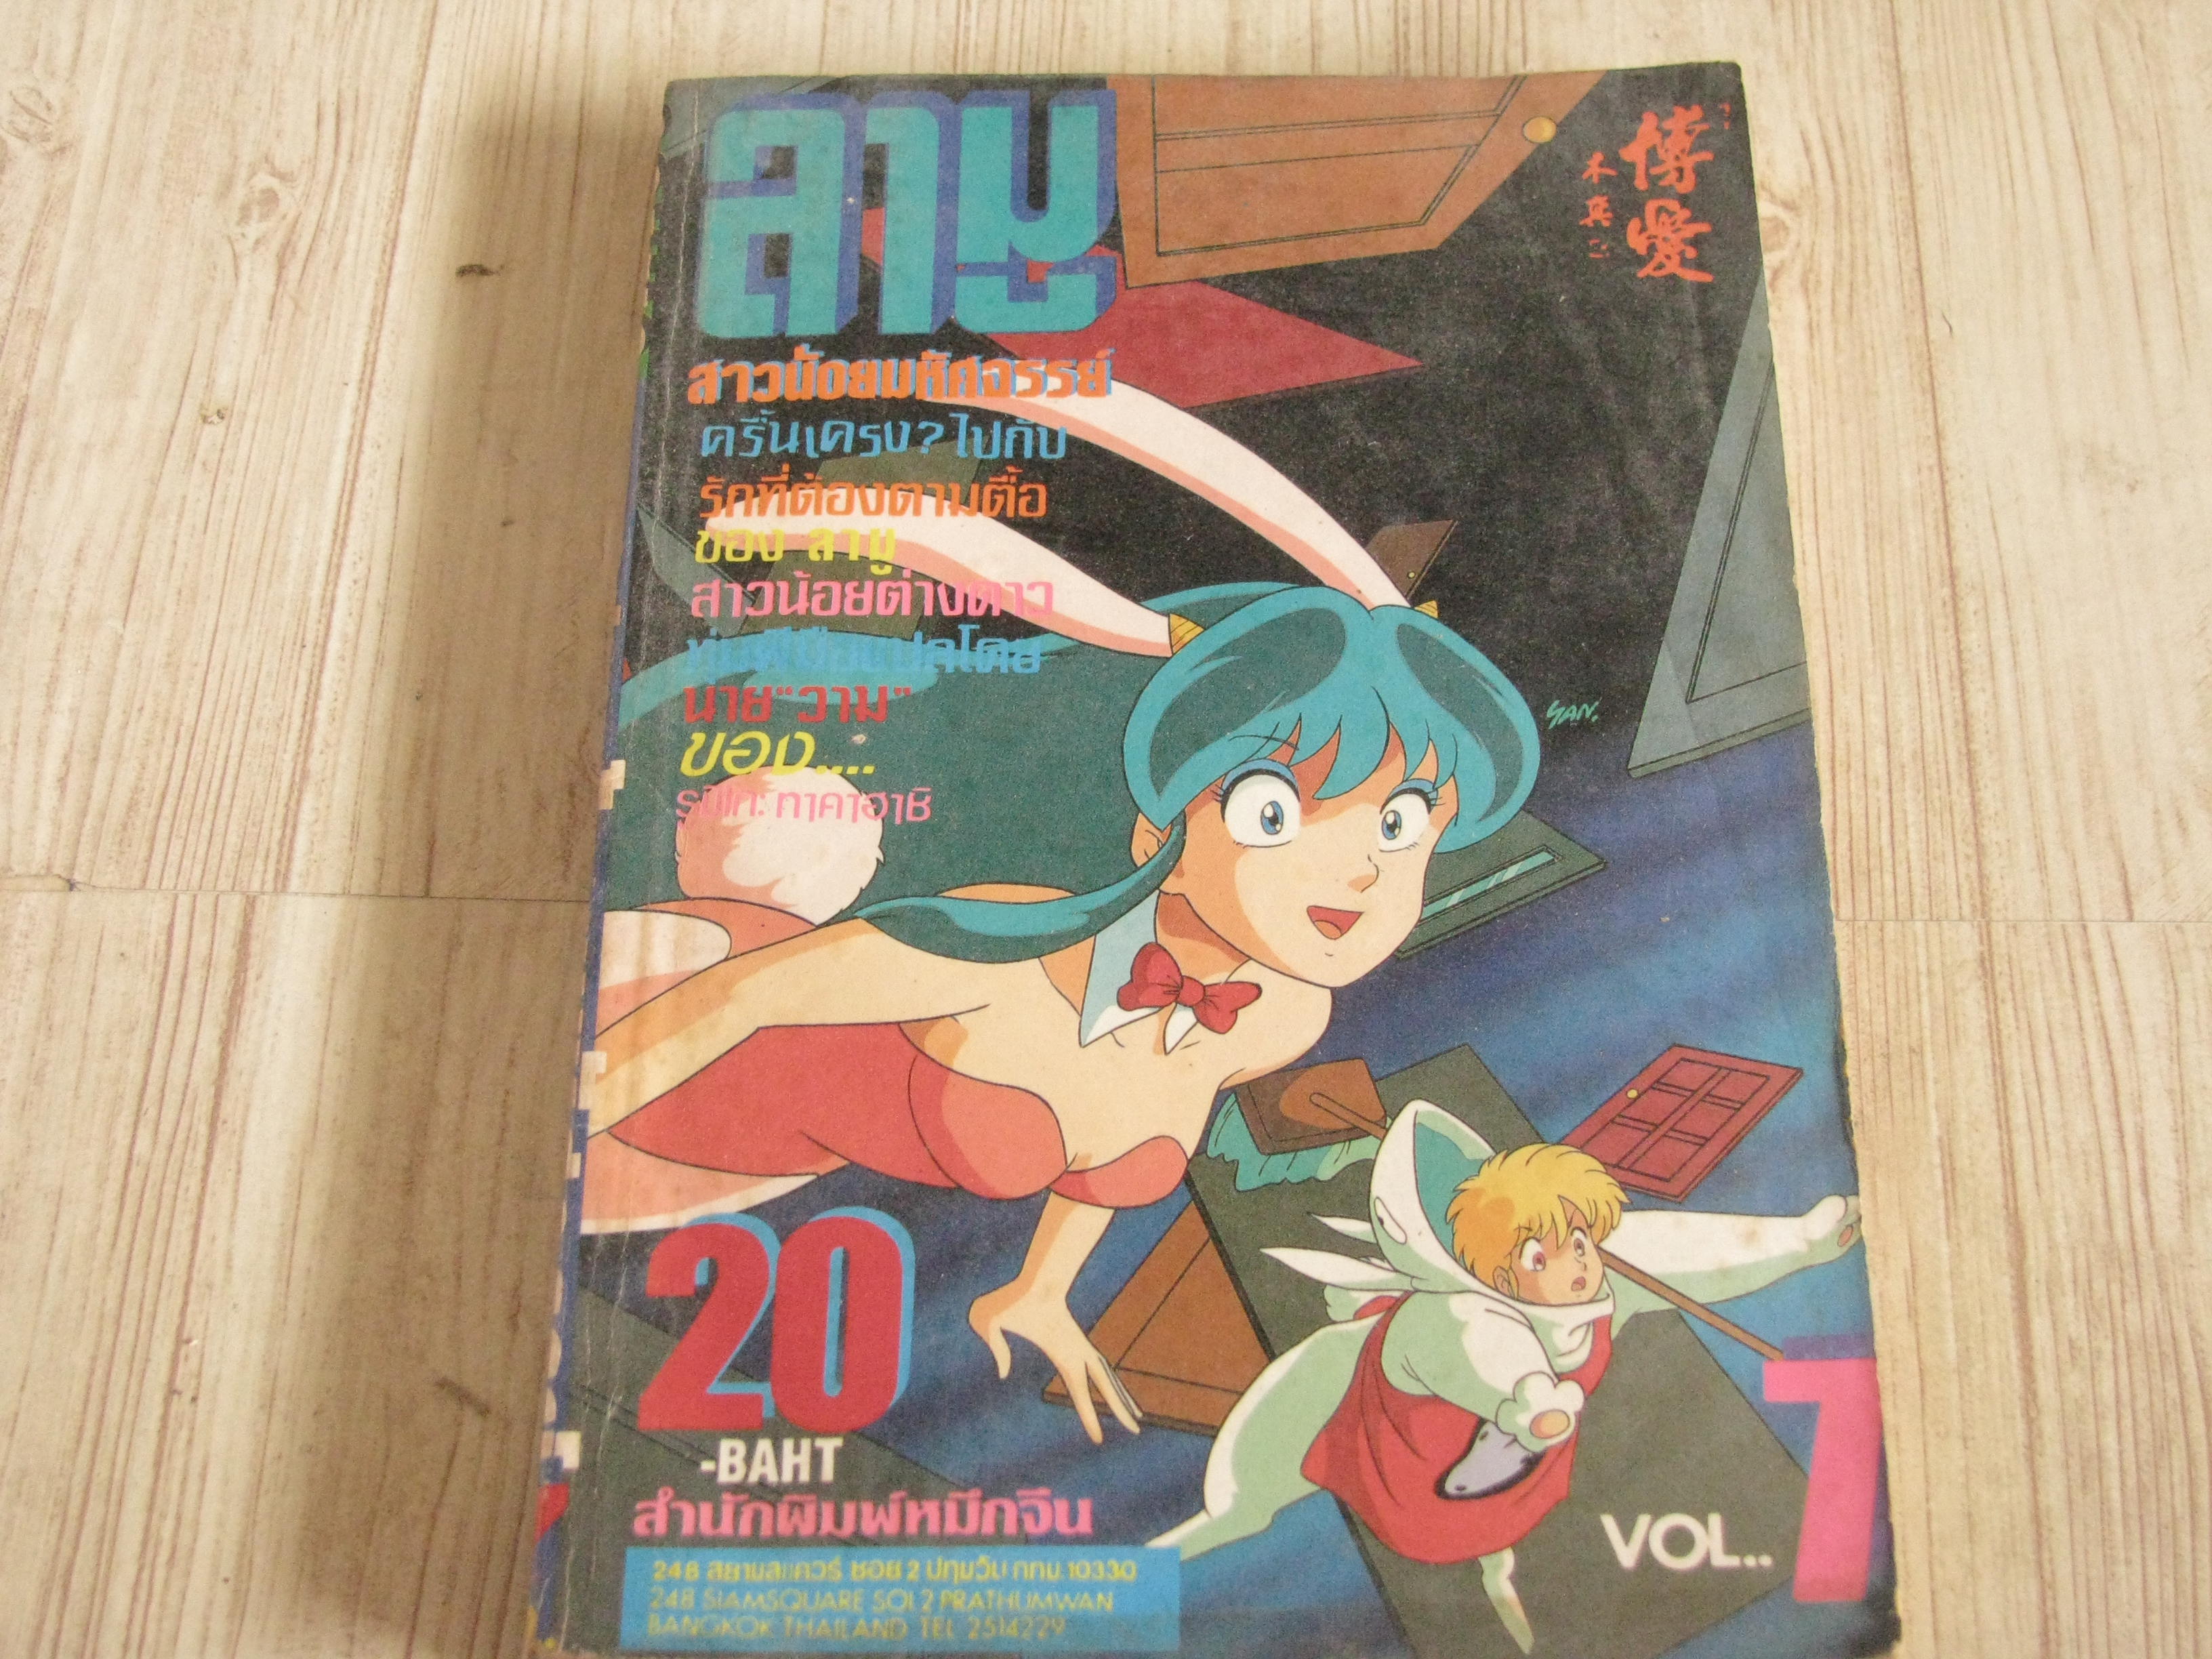 ลามู
博愛
สาวน้อยมหัศจรรย์
ครื้นเครง? ไปกับ
รักที่ต้องตามตื้อ
ของ ลามู
สาวน้อยต่างดาว
นาย "วาม"
ของ....
รูมิโกะ ทาคาฮาชิ
SAN.
20
-BAHT
สำนักพิมพ์หมึกจีน
248 สยามสแควร์ ซอย 2 ปทุมวัน กทม. 10330
248 SIAMSQUARE SOI 2 PRATHUMWAN
BANGKOK THAILAND TEL 2514229
VOL.. 7